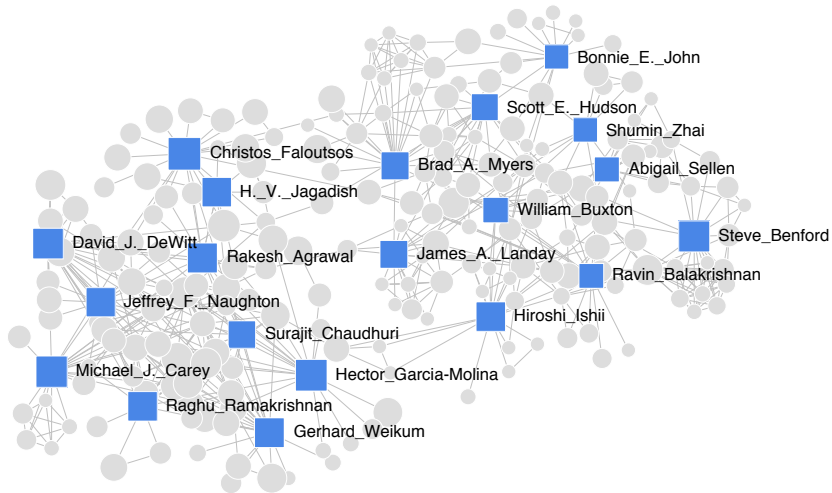 Bonnie_E._John
Scott_E._Hudson
Shumin_Zhai
Christos_Faloutsos
Brad_A._Myers
Abigail_Sellen
H._V._Jagadish
William_Buxton
Steve_Benford
David_J._DeWitt
Rakesh_Agrawal
James_A._Landay
Ravin_Balakrishnan
Jeffrey_F._Naughton
Hiroshi_Ishii
Surajit_Chaudhuri
Michael_J._Carey
Hector_Garcia-Molina
Raghu_Ramakrishnan
Gerhard_Weikum